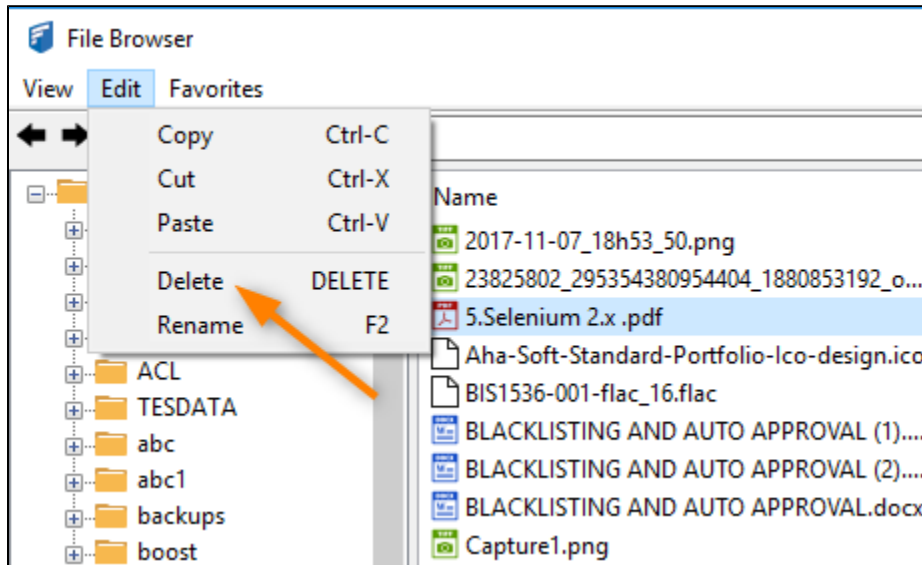 File Browser
View Edit Favorites
Copy Ctrl-C
Cut Ctrl-X
Paste Ctrl-V
Delete DELETE
Rename F2
ACL
TESDATA
abc
abc1
backups
boost
Name
2017-11-07_18h53_50.png
23825802_295354380954404_1880853192_o...
5.Selenium 2.x .pdf
Aha-Soft-Standard-Portfolio-Ico-design.ico
BIS1536-001-flac_16.flac
BLACKLISTING AND AUTO APPROVAL (1)....
BLACKLISTING AND AUTO APPROVAL (2)....
BLACKLISTING AND AUTO APPROVAL.docx
Capture1.png